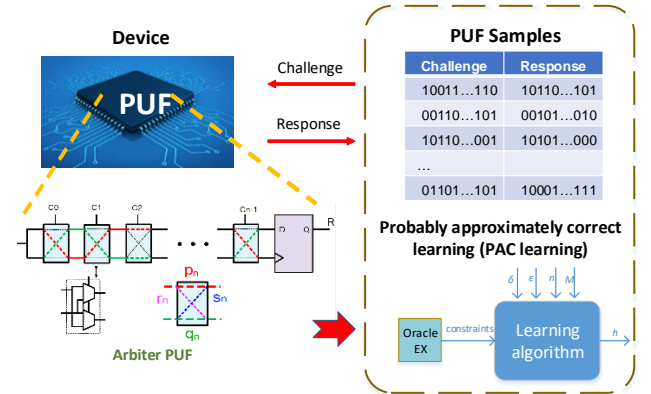 Device
PUF
Challenge
Response
PUF Samples
Challenge Response
10011...110 10110...101
00110...101 00101...010
10110...001 10101...000
...
01101...101 10001...111
C0 C1 C2 Cn-1
D Q R
pn
rn sn
qn
Arbiter PUF
Probably approximately correct
learning (PAC learning)
δ ε n M
Oracle
EX
constraints
Learning
algorithm
h